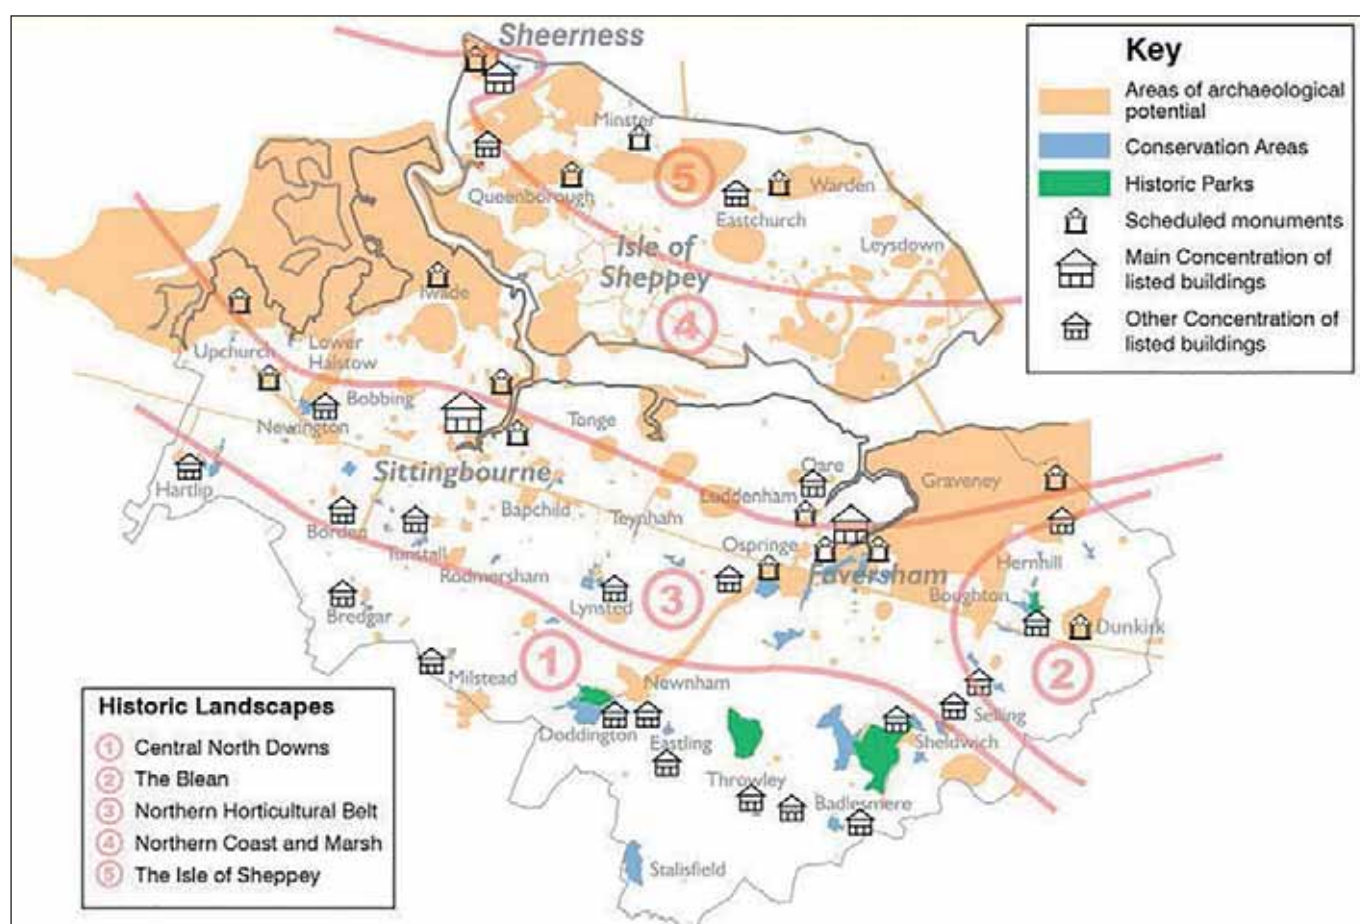 Sheerness
Key
Areas of archaeological
potential
Conservation Areas
Historic Parks
Scheduled monuments
Main Concentration of
listed buildings
Other Concentration of
listed buildings
Minster
5
Queenborough
Warden
Eastchurch
Leysdown
Isle of
Sheppey
4
Iwade
Upchurch
Lower
Halstow
Bobbing
Newington
Tonge
Sittingbourne
Hartlip
Oare
Graveney
Luddenham
Borden
Bapchild
Teynham
Tunstall
Ospringe
Rodmersham
Faversham
Hernhill
Boughton
Lynsted
3
Bredgar
Dunkirk
1
2
Milstead
Newnham
Selling
Doddington
Eastling
Sheldwich
Throwley
Badlesmere
Stalisfield
Historic Landscapes
1 Central North Downs
2 The Blean
3 Northern Horticultural Belt
4 Northern Coast and Marsh
5 The Isle of Sheppey